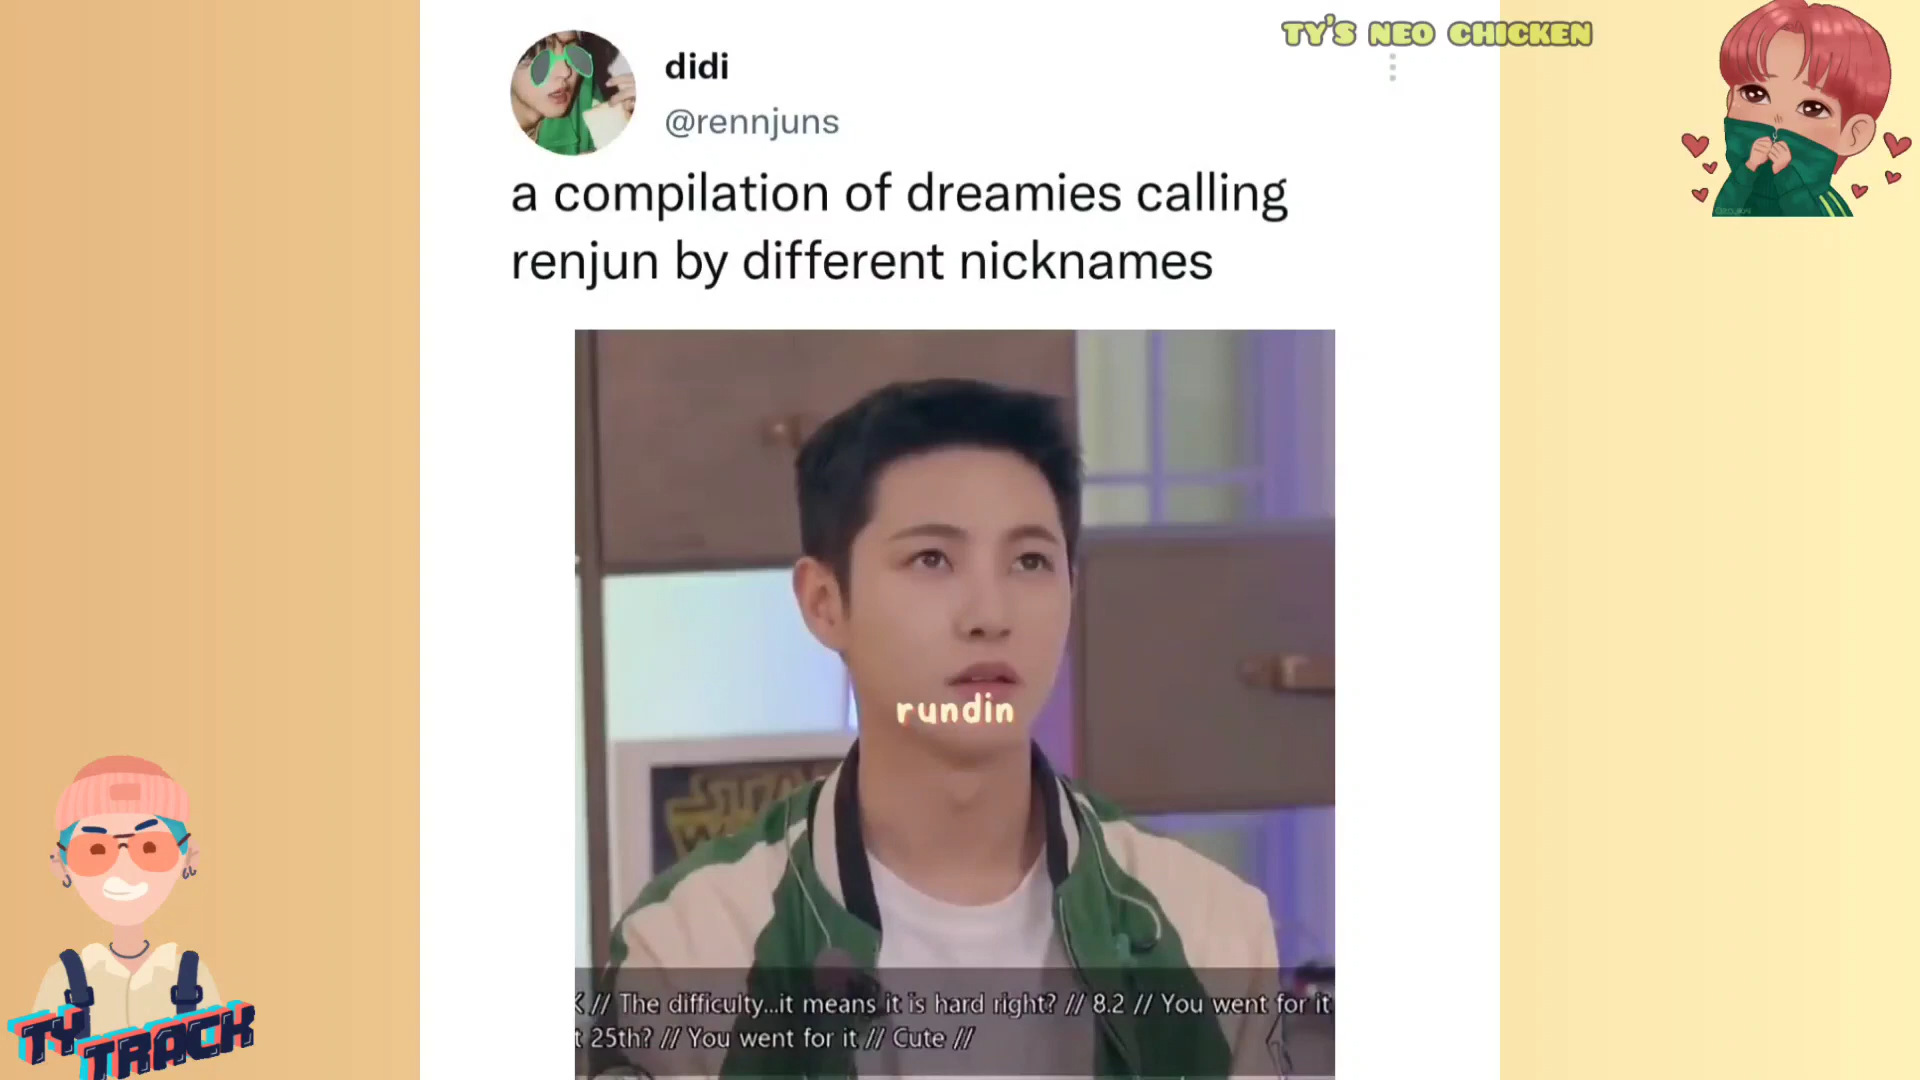 TY'S NEO CHICKEN
didi
@rennjuns
a compilation of dreamies calling
renjun by different nicknames
rundin
// The difficulty...it means it is hard right? // 8.2 // You went for it
25th? // You went for it // Cute //
TY
TRACK